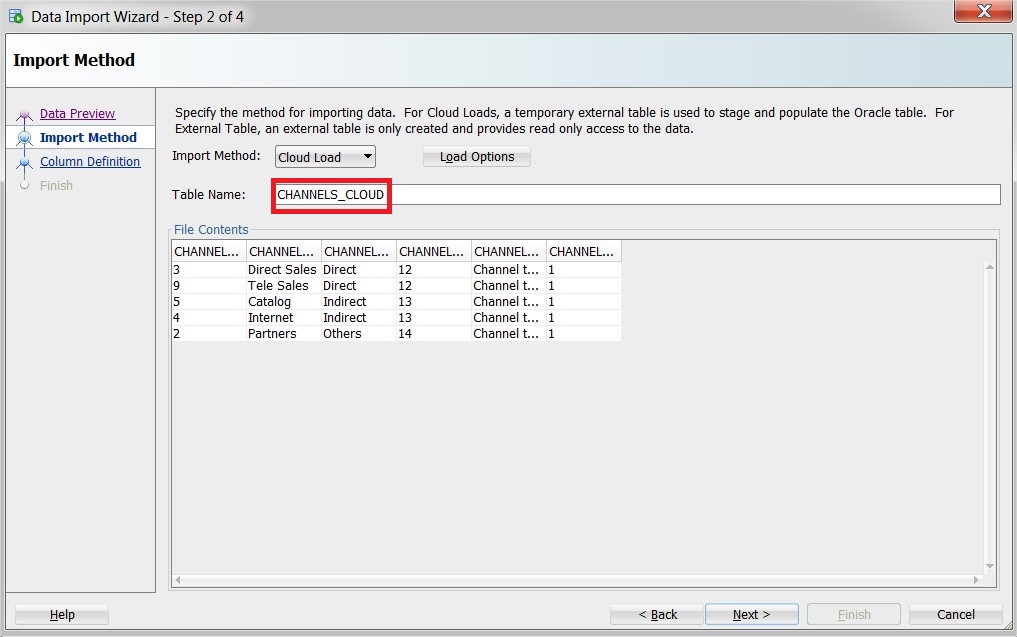 Data Import Wizard - Step 2 of 4
Import Method
Data Preview
Import Method
Column Definition
Finish
Specify the method for importing data.  For Cloud Loads, a temporary external table is used to stage and populate the Oracle table.  For
External Table, an external table is only created and provides read only access to the data.
Import Method: Cloud Load Load Options
Table Name: CHANNELS_CLOUD
File Contents
CHANNEL... CHANNEL... CHANNEL... CHANNEL... CHANNEL... CHANNEL...
3 Direct Sales Direct 12 Channel t... 1
9 Tele Sales Direct 12 Channel t... 1
5 Catalog Indirect 13 Channel t... 1
4 Internet Indirect 13 Channel t... 1
2 Partners Others 14 Channel t... 1
Help < Back Next > Finish Cancel